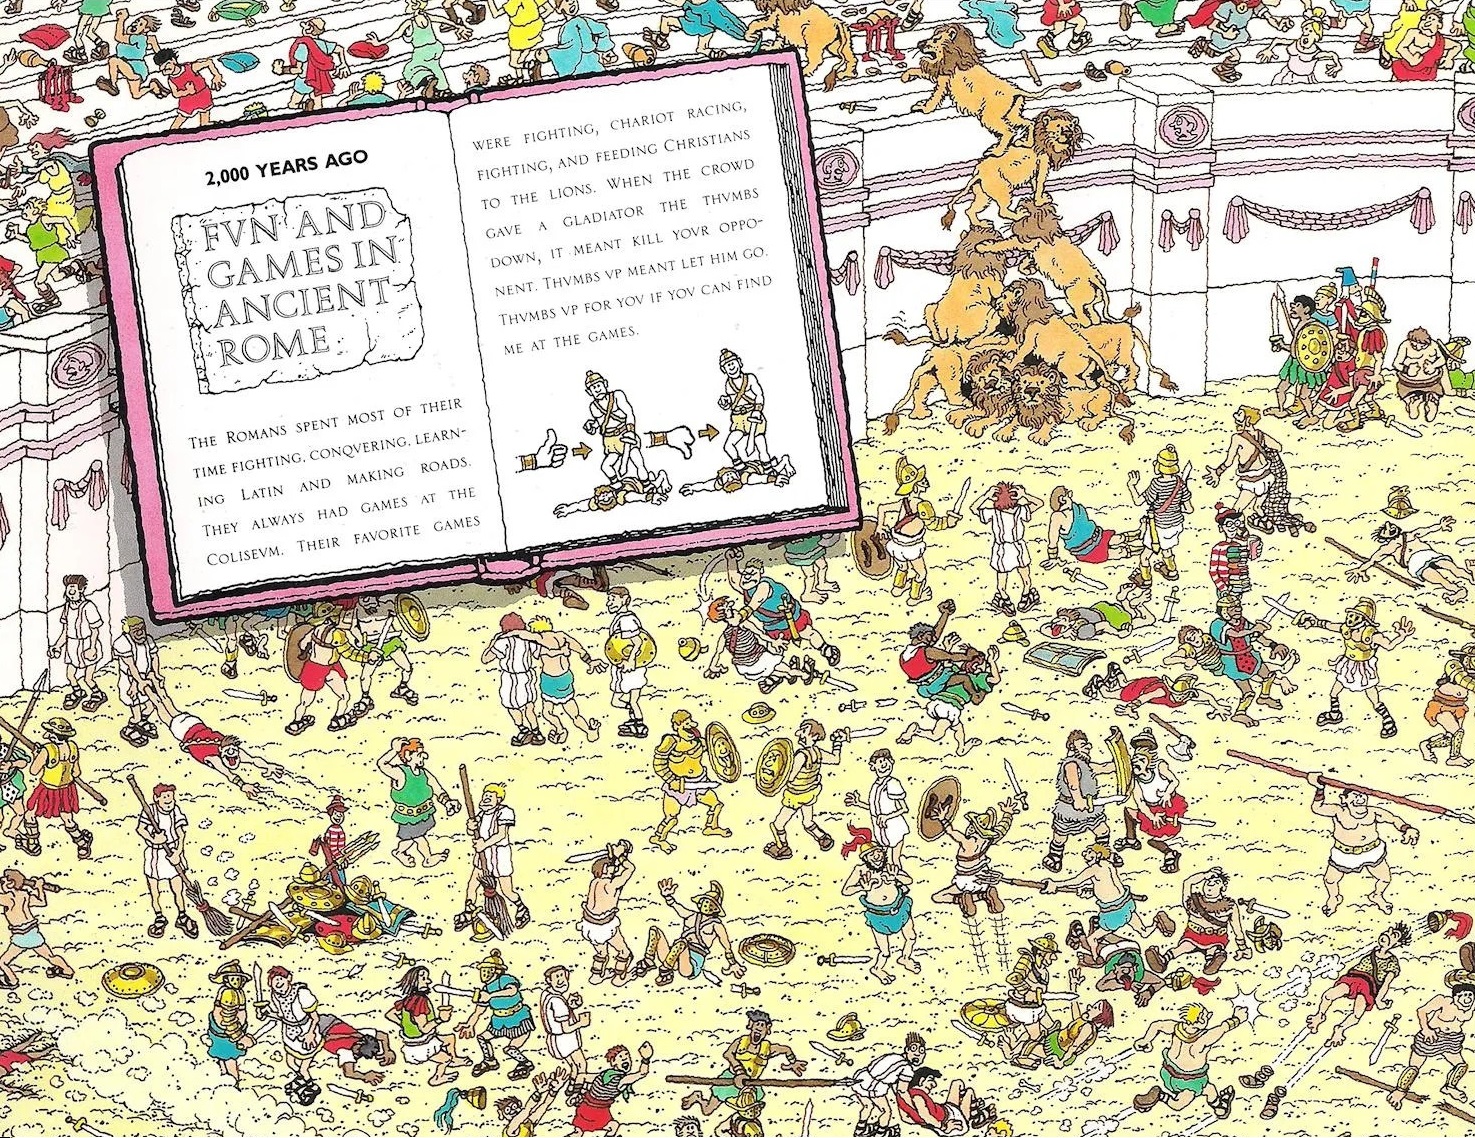 2,000 YEARS AGO
FVN AND
GAMES IN
ANCIENT
ROME
THE ROMANS SPENT MOST OF THEIR
TIME FIGHTING, CONQVERING, LEARN-
ING LATIN AND MAKING ROADS.
THEY ALWAYS HAD GAMES AT THE
COLISEVM. THEIR FAVORITE GAMES
WERE FIGHTING, CHARIOT RACING,
FIGHTING, AND FEEDING CHRISTIANS
TO THE LIONS. WHEN THE CROWD
GAVE A GLADIATOR THE THVMBS
DOWN, IT MEANT KILL YOVR OPPO-
NENT. THVMBS VP MEANT LET HIM GO.
THVMBS VP FOR YOV IF YOV CAN FIND
ME AT THE GAMES.